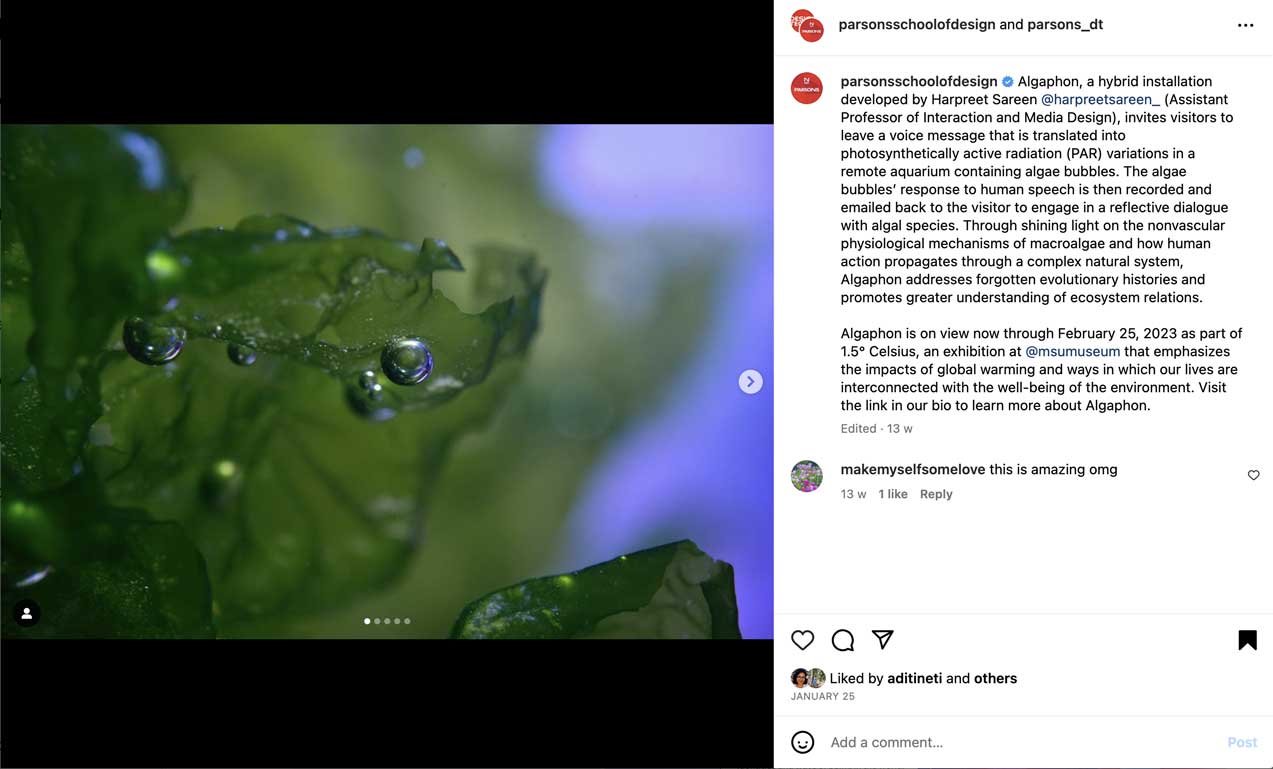 parsonsschoolofdesign and parsons_dt
parsonsschoolofdesign Algaphon, a hybrid installation
developed by Harpreet Sareen @harpreetsareen_ (Assistant
Professor of Interaction and Media Design), invites visitors to
leave a voice message that is translated into
photosynthetically active radiation (PAR) variations in a
remote aquarium containing algae bubbles. The algae
bubbles’ response to human speech is then recorded and
emailed back to the visitor to engage in a reflective dialogue
with algal species. Through shining light on the nonvascular
physiological mechanisms of macroalgae and how human
action propagates through a complex natural system,
Algaphon addresses forgotten evolutionary histories and
promotes greater understanding of ecosystem relations.
Algaphon is on view now through February 25, 2023 as part of
1.5° Celsius, an exhibition at @msumuseum that emphasizes
the impacts of global warming and ways in which our lives are
interconnected with the well-being of the environment. Visit
the link in our bio to learn more about Algaphon.
Edited · 13 w
makemyselfsomelove this is amazing omg
13 w 1 like Reply
Liked by aditineti and others
JANUARY 25
Add a comment...
Post
PARSONS